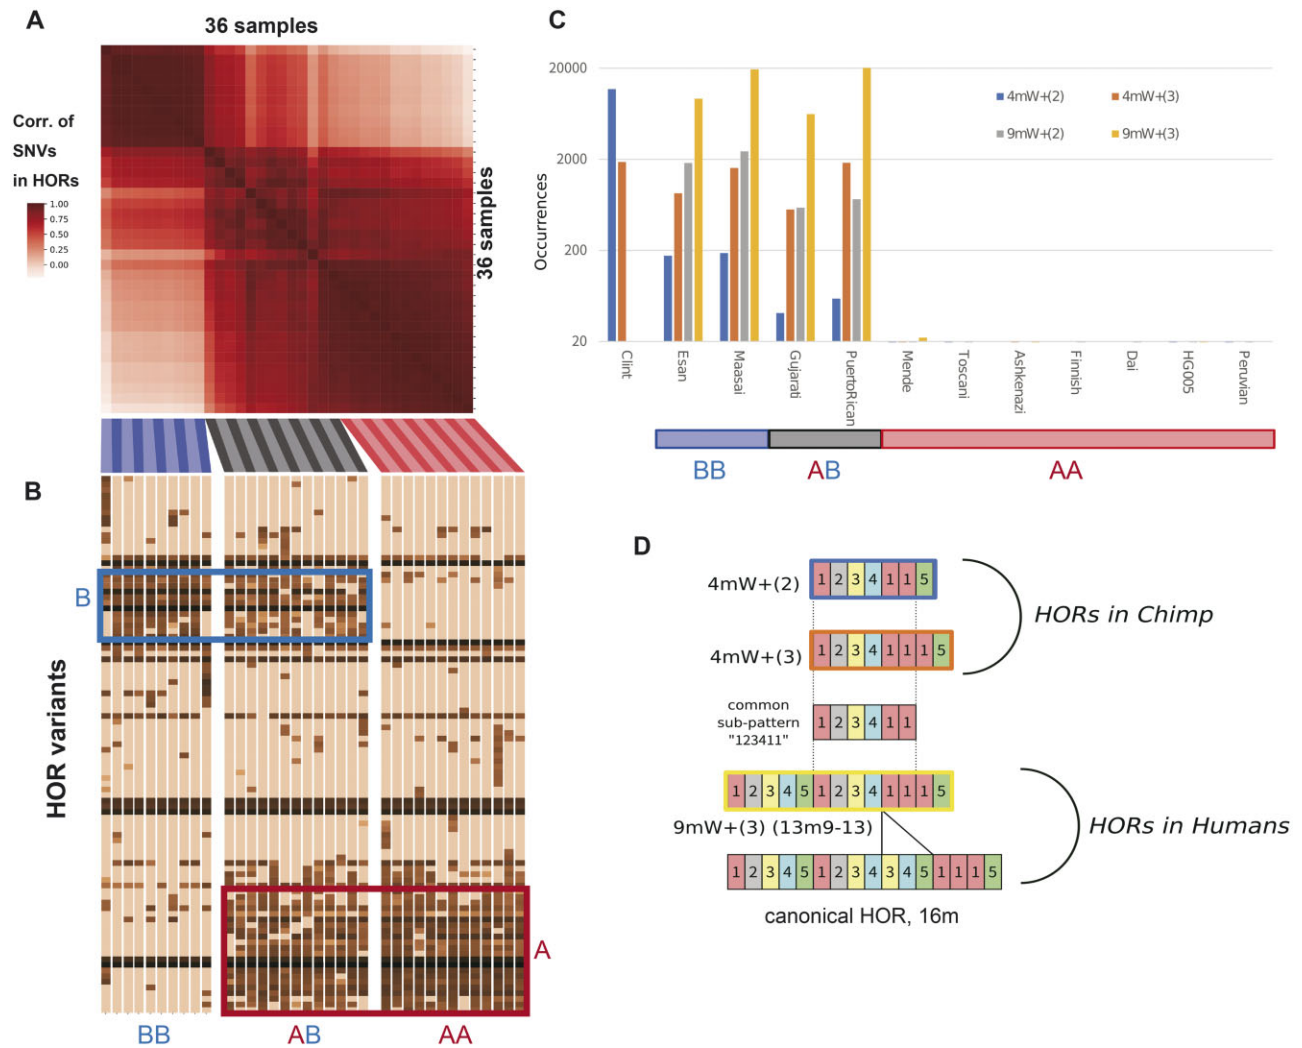 A
36 samples
Corr. of
SNVs
in HORs
1.00
0.75
0.50
0.25
0.00
36 samples
B
B
HOR variants
A
BB
AB
AA
C
Occurrences
20000
2000
200
20
4mW+(2)
4mW+(3)
9mW+(2)
9mW+(3)
Clint
Esan
Maasai
Gujarati
PuertoRican
Mende
Toscani
Ashkenazi
Finnish
Dai
HG005
Peruvian
BB
AB
AA
D
4mW+(2)
1 2 3 4 1 1 5
HORs in Chimp
4mW+(3)
1 2 3 4 1 1 1 5
common
sub-pattern
"123411"
1 2 3 4 1 1
1 2 3 4 5 1 2 3 4 1 1 1 5
9mW+(3) (13m9-13)
HORs in Humans
1 2 3 4 5 1 2 3 4 3 4 5 1 1 1 5
canonical HOR, 16m